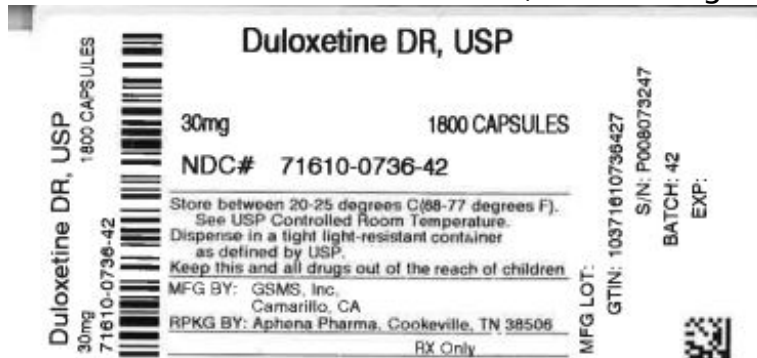 Duloxetine DR, USP
30mg 1800 CAPSULES
NDC# 71610-0736-42
Store between 20-25 degrees C(68-77 degrees F).
See USP Controlled Room Temperature.
Dispense in a tight light-resistant container
as defined by USP.
Keep this and all drugs out of the reach of children
MFG BY: GSMS, Inc.
Camarillo, CA
RPKG BY: Aphena Pharma, Cookeville, TN 38506
RX Only
Duloxetine DR, USP
30mg 1800 CAPSULES
71610-0736-42
MFG LOT:
GTIN: 10371610736427
S/N: P008073247
BATCH: 42
EXP: